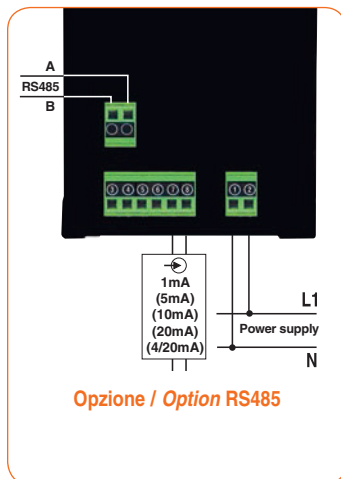 A
RS485
B
3 4 5 6 7 8
1 2
1mA
(5mA)
(10mA)
(20mA)
(4/20mA)
L1
Power supply
N
Opzione / Option RS485